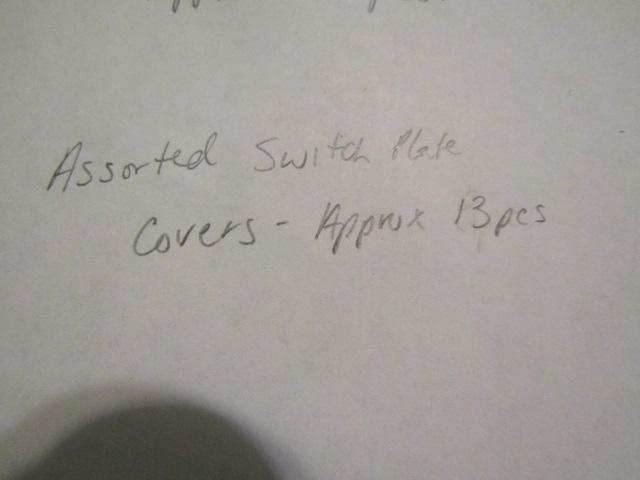 Assorted Switch Plate
Covers - Approx 13pcs